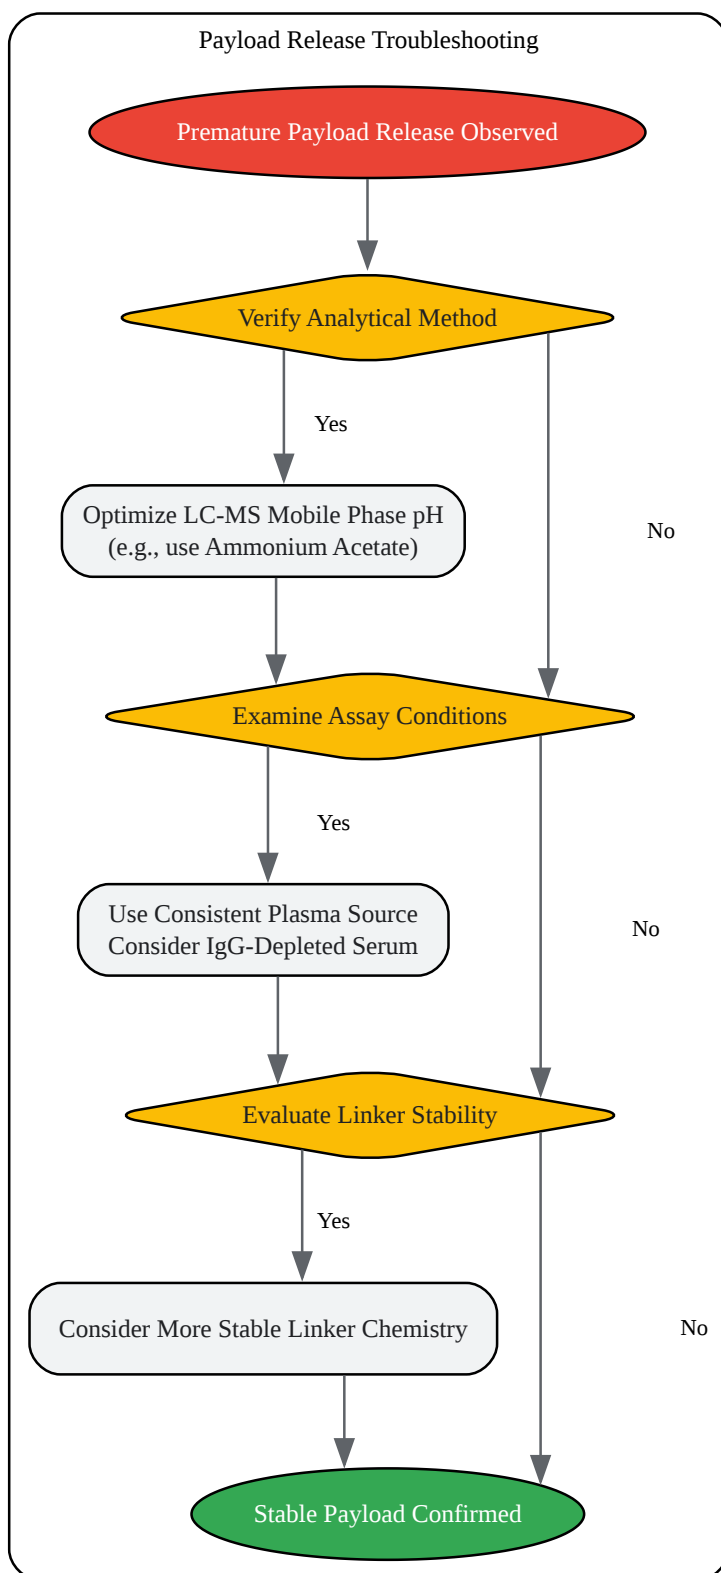 Payload Release Troubleshooting
Premature Payload Release Observed
Verify Analytical Method
Yes
Optimize LC-MS Mobile Phase pH
(e.g., use Ammonium Acetate)
No
Examine Assay Conditions
Yes
Use Consistent Plasma Source
Consider IgG-Depleted Serum
No
Evaluate Linker Stability
Yes
Consider More Stable Linker Chemistry
No
Stable Payload Confirmed